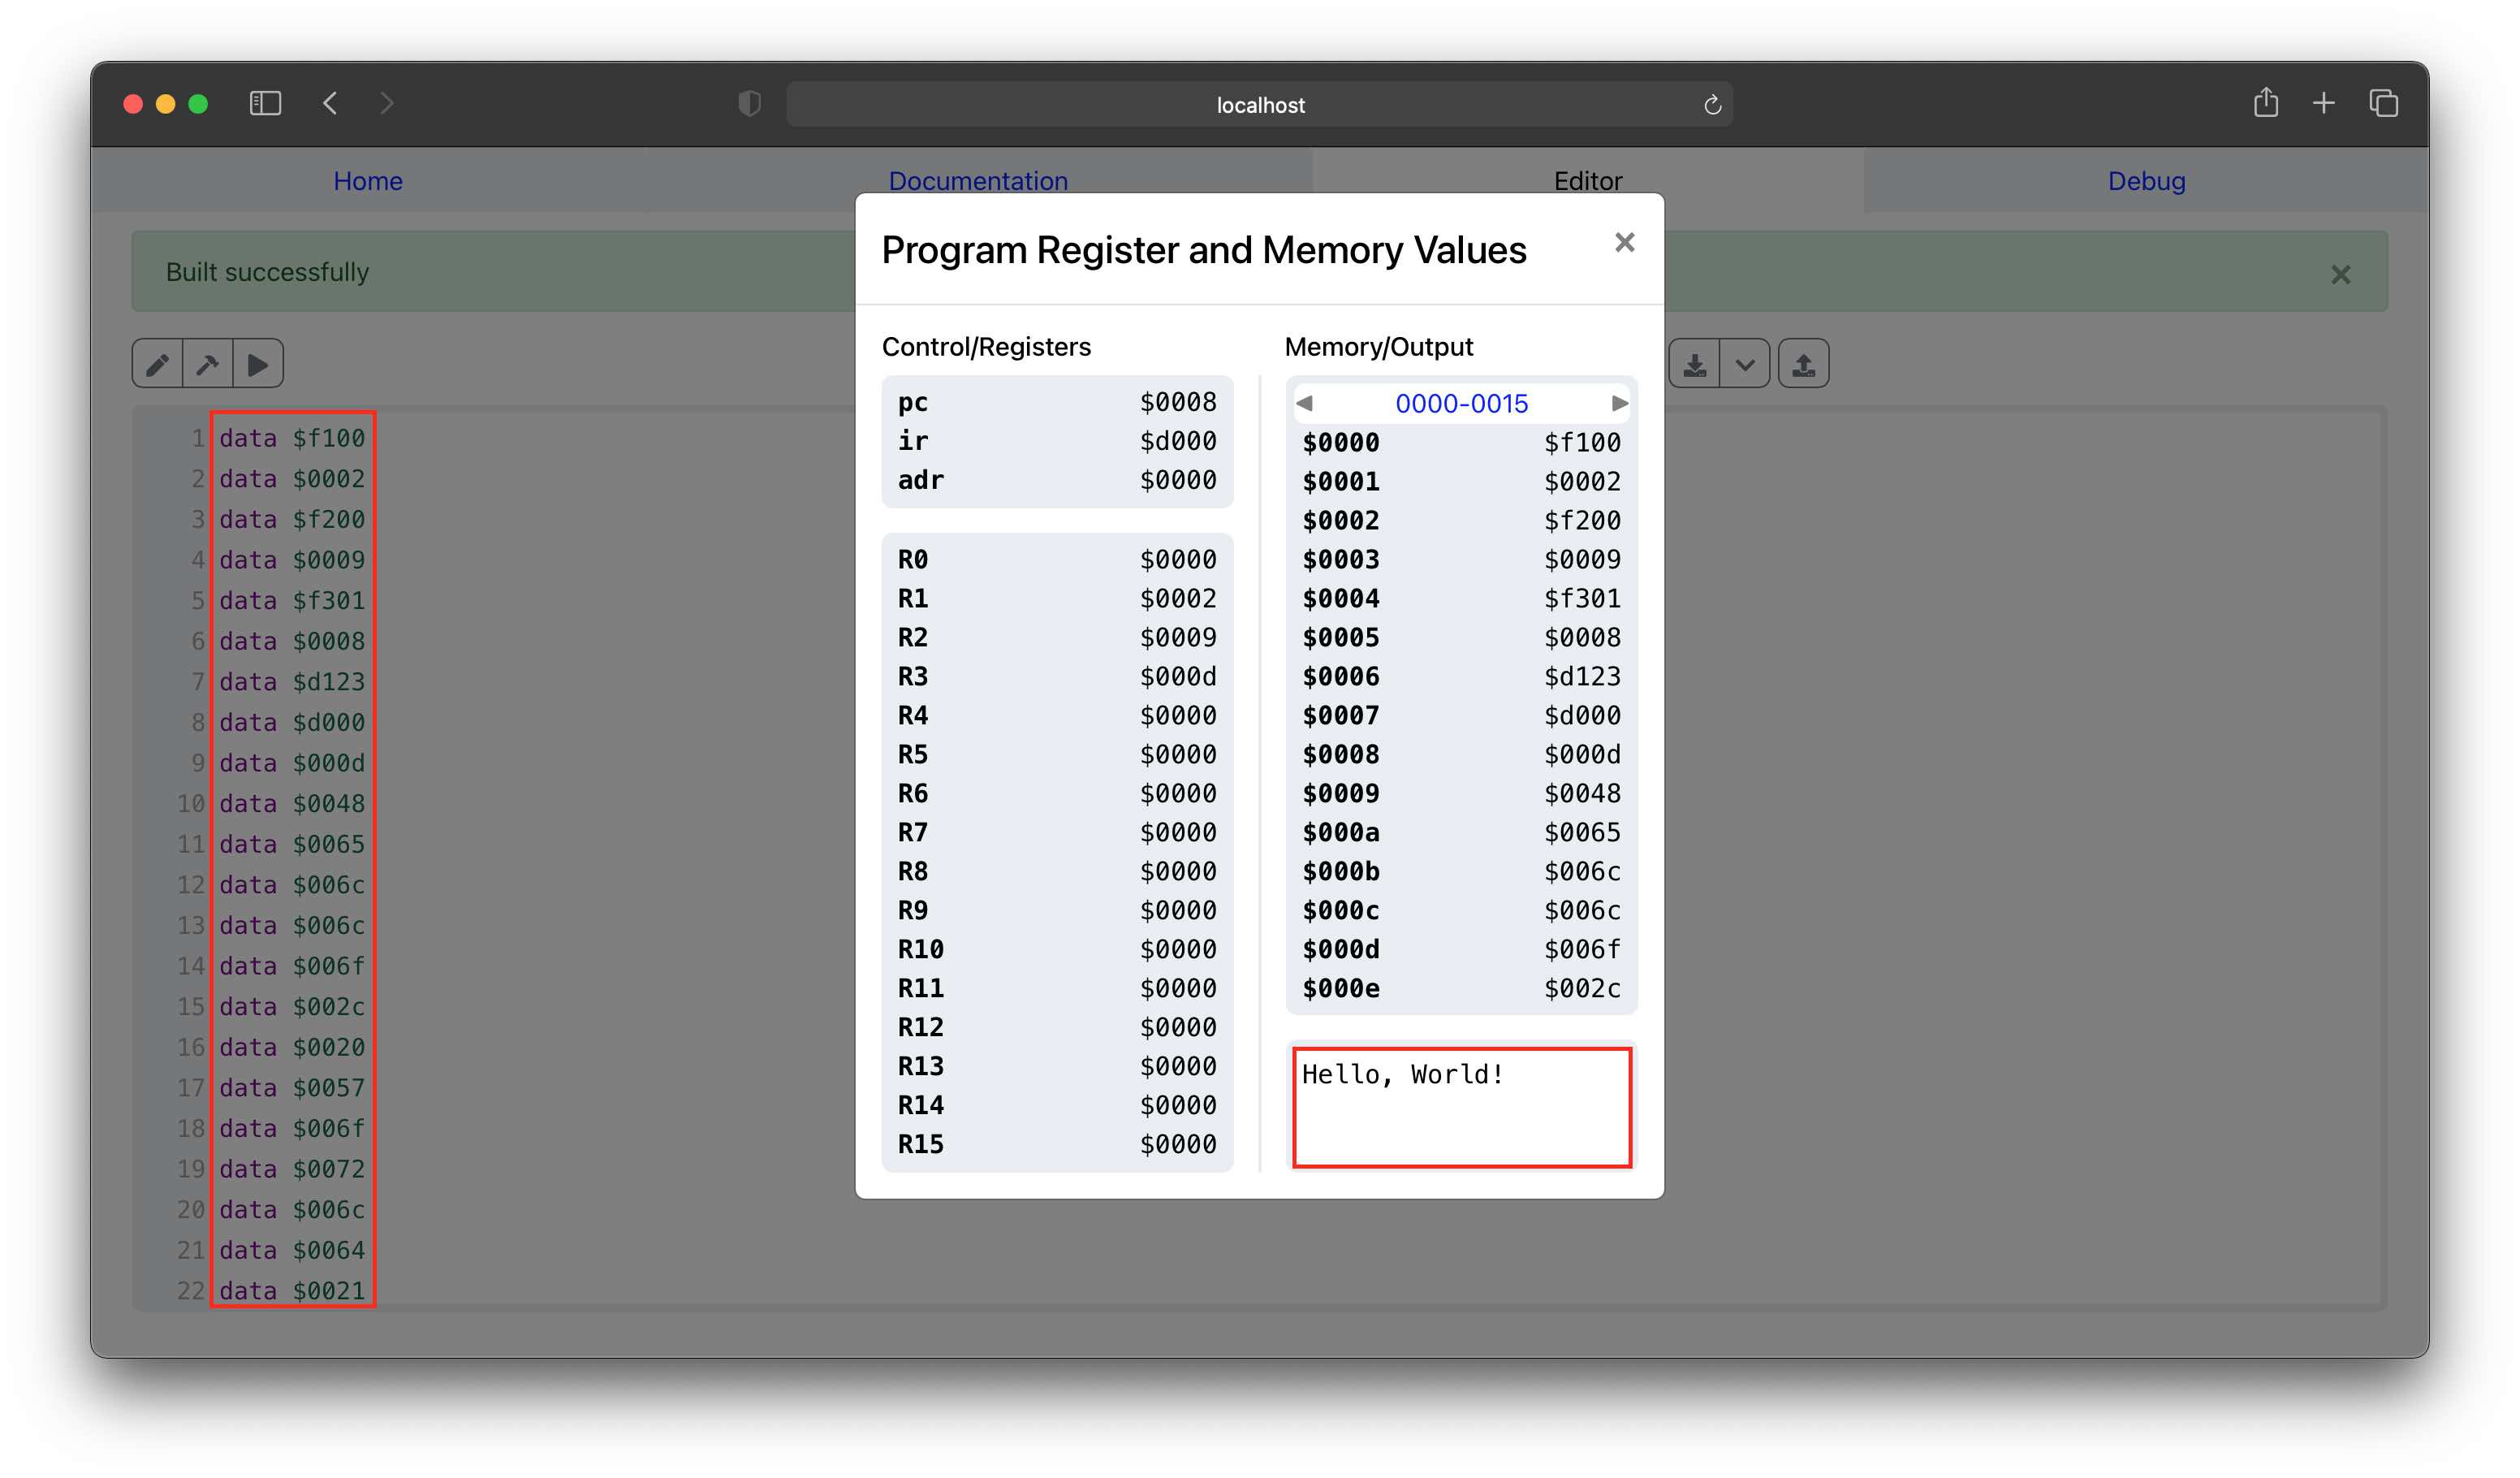 localhost
Home Documentation Editor Debug
Built successfully
1 data $f100
2 data $0002
3 data $f200
4 data $0009
5 data $f301
6 data $0008
7 data $d123
8 data $d000
9 data $000d
10 data $0048
11 data $0065
12 data $006c
13 data $006c
14 data $006f
15 data $002c
16 data $0020
17 data $0057
18 data $006f
19 data $0072
20 data $006c
21 data $0064
22 data $0021
Program Register and Memory Values
Control/Registers
pc $0008
ir $d000
adr $0000
R0 $0000
R1 $0002
R2 $0009
R3 $000d
R4 $0000
R5 $0000
R6 $0000
R7 $0000
R8 $0000
R9 $0000
R10 $0000
R11 $0000
R12 $0000
R13 $0000
R14 $0000
R15 $0000
Memory/Output
0000-0015
$0000 $f100
$0001 $0002
$0002 $f200
$0003 $0009
$0004 $f301
$0005 $0008
$0006 $d123
$0007 $d000
$0008 $000d
$0009 $0048
$000a $0065
$000b $006c
$000c $006c
$000d $006f
$000e $002c
Hello, World!